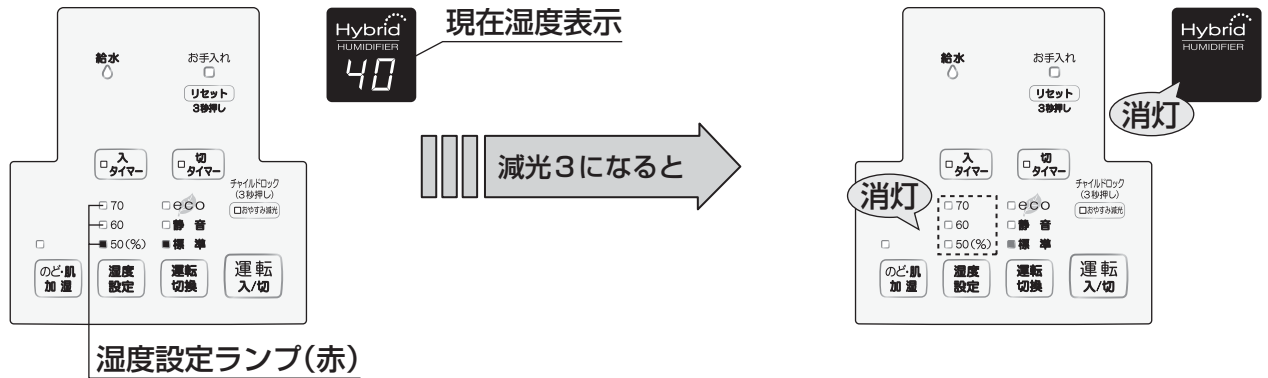 Hybrid
HUMIDIFIER
40
現在湿度表示
給水
お手入れ
リセット
3秒押し
入
タイマー
切
タイマー
チャイルドロック
(3秒押し)
おやすみ減光
70
60
50(%)
eco
静音
標準
のど・肌
加湿
湿度
設定
運転
切換
運転
入/切
湿度設定ランプ(赤)
減光3になると
Hybrid
HUMIDIFIER
消灯
給水
お手入れ
リセット
3秒押し
入
タイマー
切
タイマー
チャイルドロック
(3秒押し)
おやすみ減光
消灯
70
60
50(%)
eco
静音
標準
のど・肌
加湿
湿度
設定
運転
切換
運転
入/切